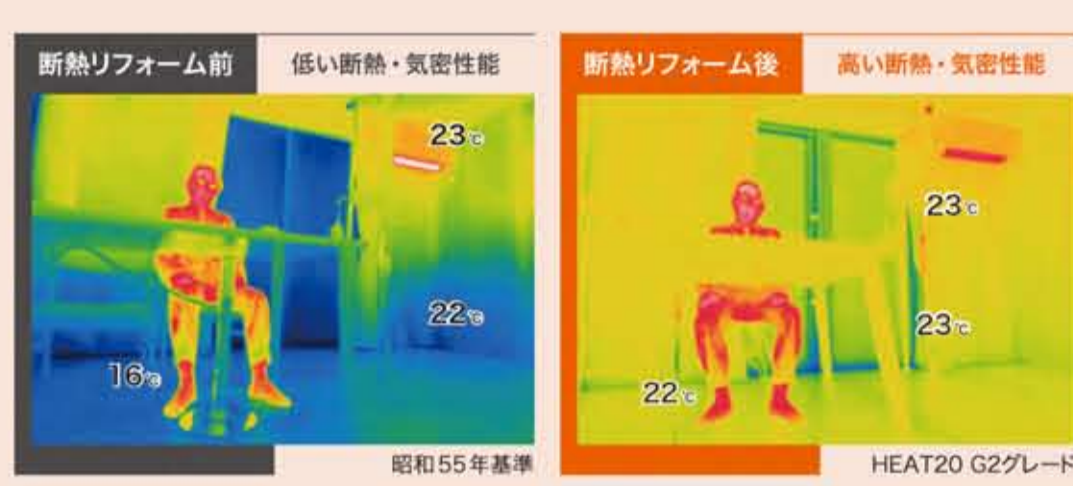 断熱リフォーム前
低い断熱・気密性能
23℃
22℃
16℃
昭和55年基準
断熱リフォーム後
高い断熱・気密性能
23℃
23℃
22℃
HEAT20 G2グレード